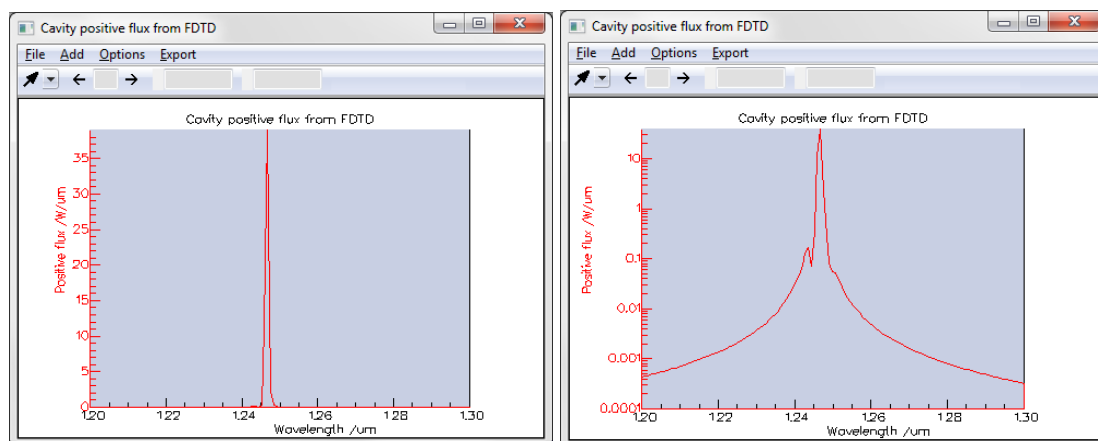 Cavity positive flux from FDTD
File Add Options Export
Cavity positive flux from FDTD
35
30
25
20
15
10
5
0
Positive flux /W/um
1.20 1.22 1.24 1.26 1.28 1.30
Wavelength /um
Cavity positive flux from FDTD
File Add Options Export
Cavity positive flux from FDTD
10
1
0.1
0.01
0.001
0.0001
Positive flux /W/um
1.20 1.22 1.24 1.26 1.28 1.30
Wavelength /um